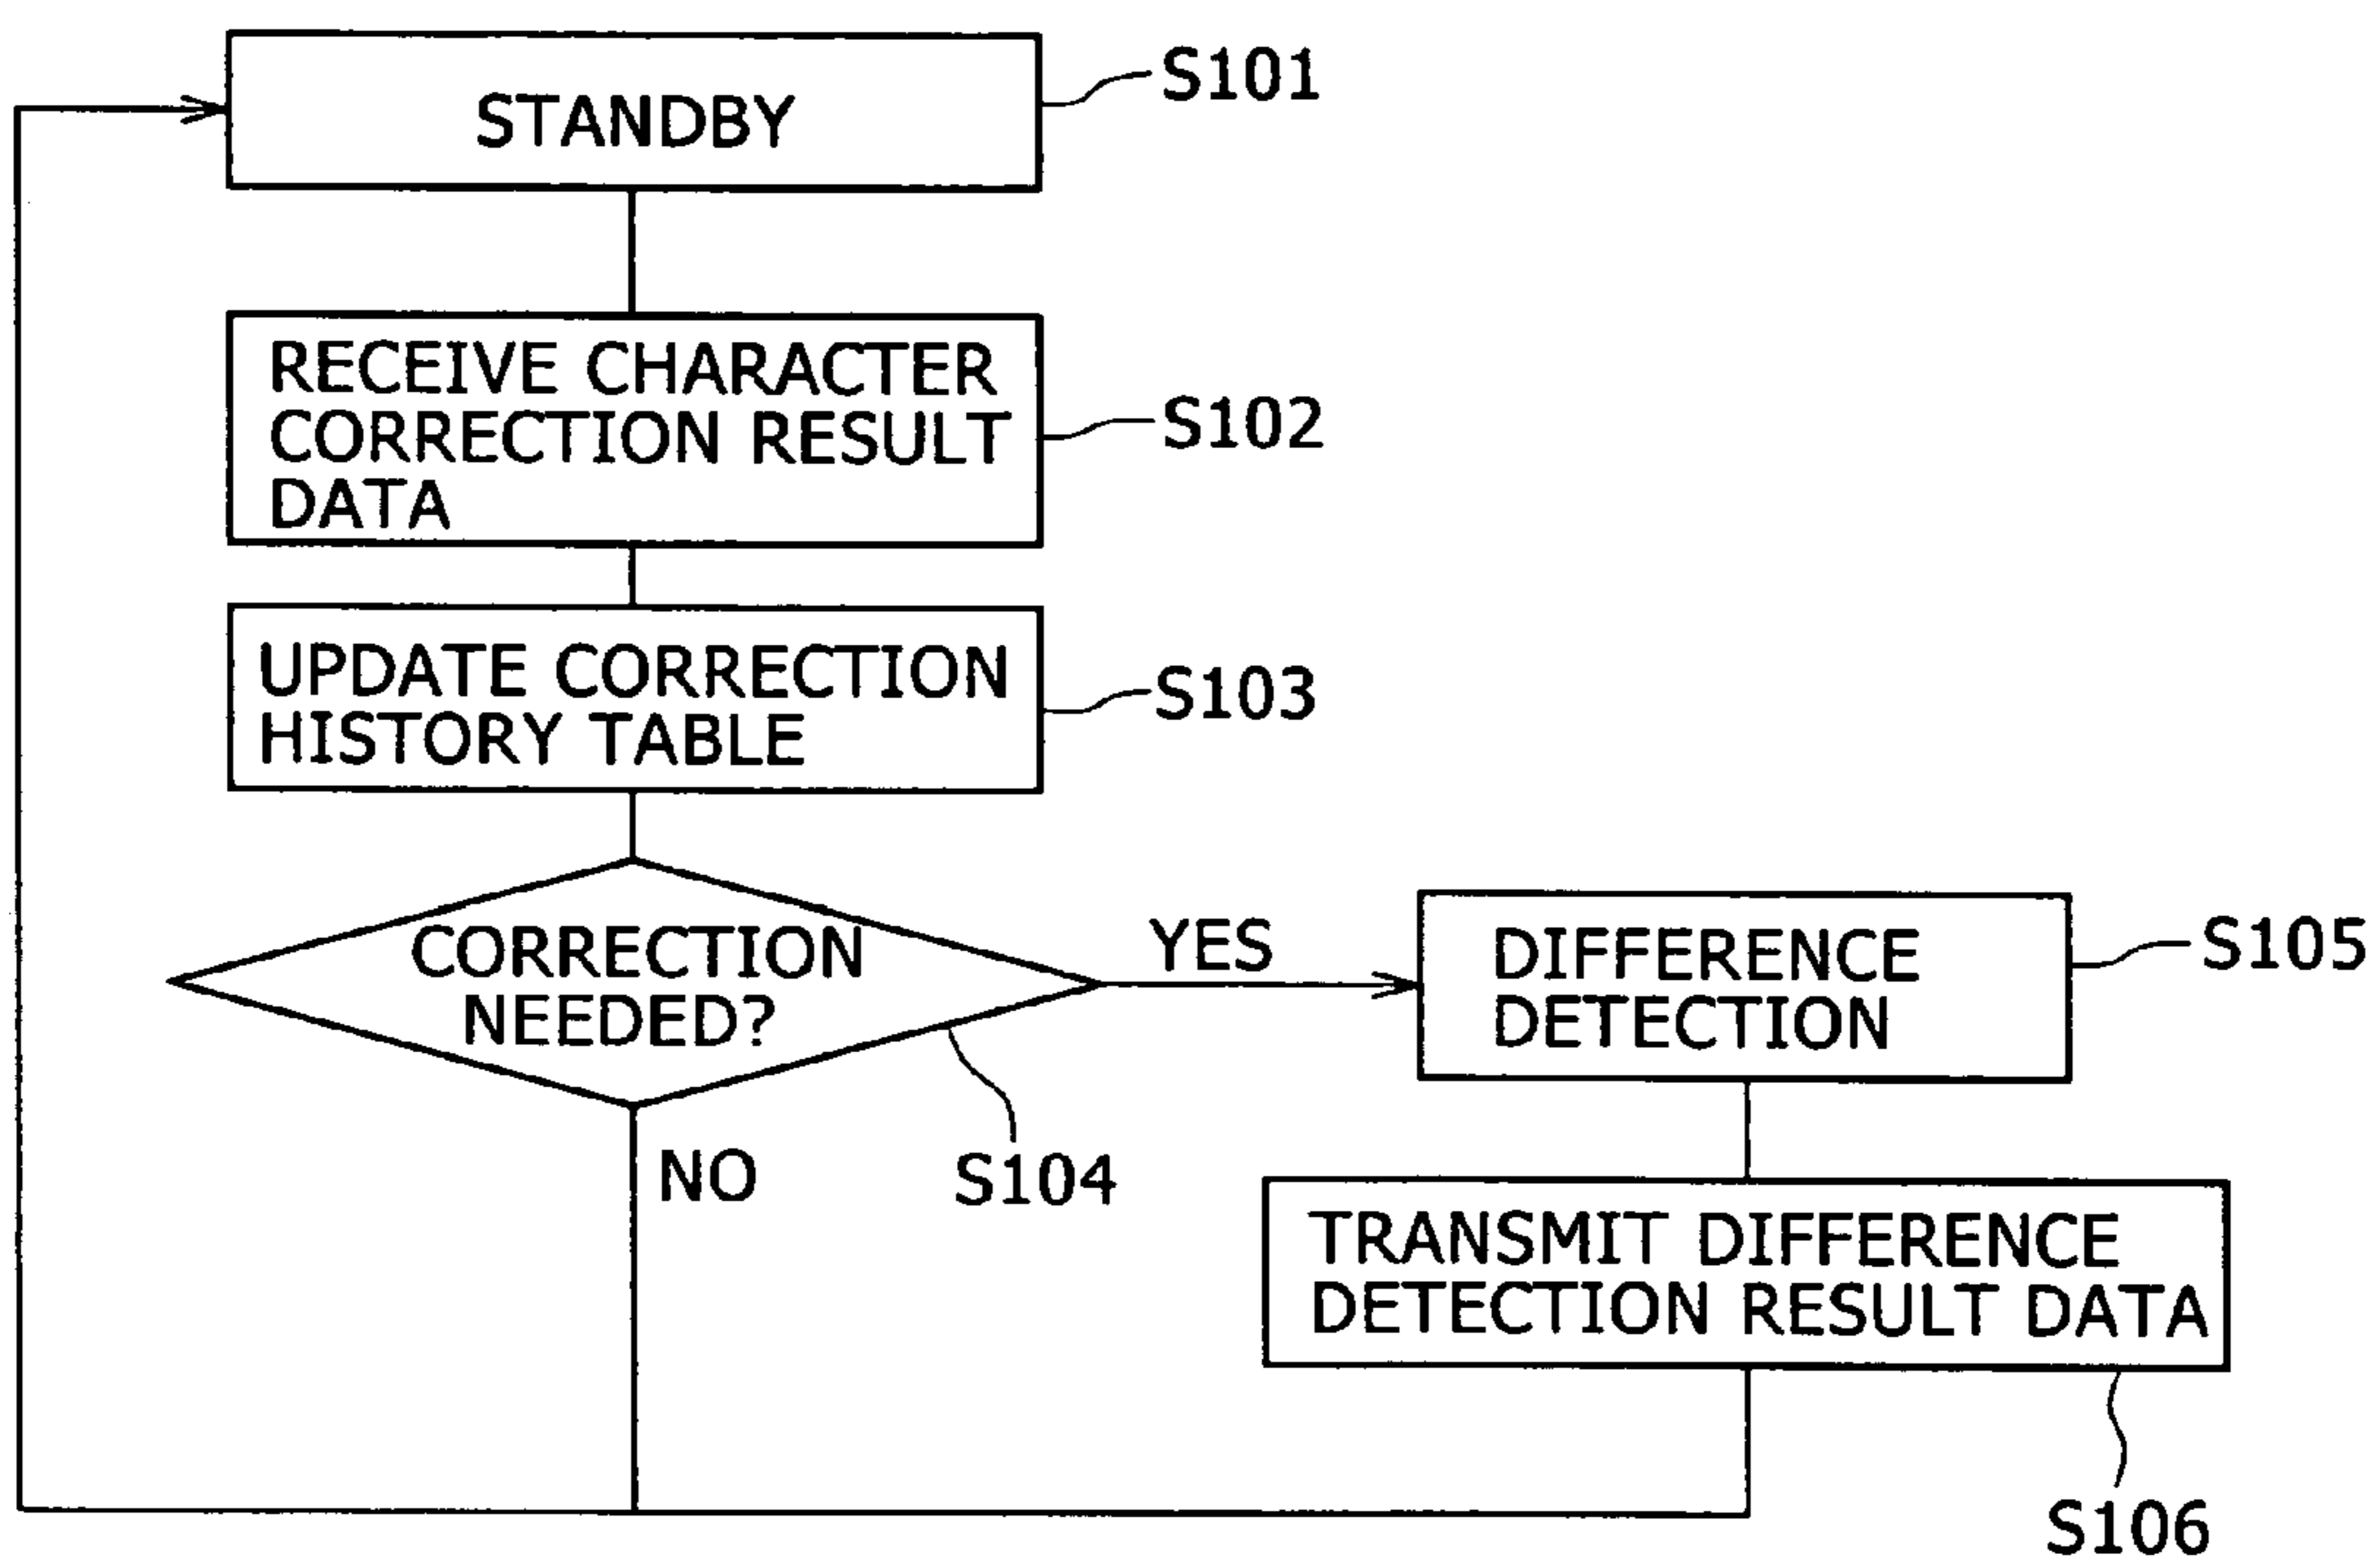 STANDBY
S101
RECEIVE CHARACTER
CORRECTION RESULT
DATA
S102
UPDATE CORRECTION
HISTORY TABLE
S103
CORRECTION
NEEDED?
S104
YES
NO
DIFFERENCE
DETECTION
S105
TRANSMIT DIFFERENCE
DETECTION RESULT DATA
S106